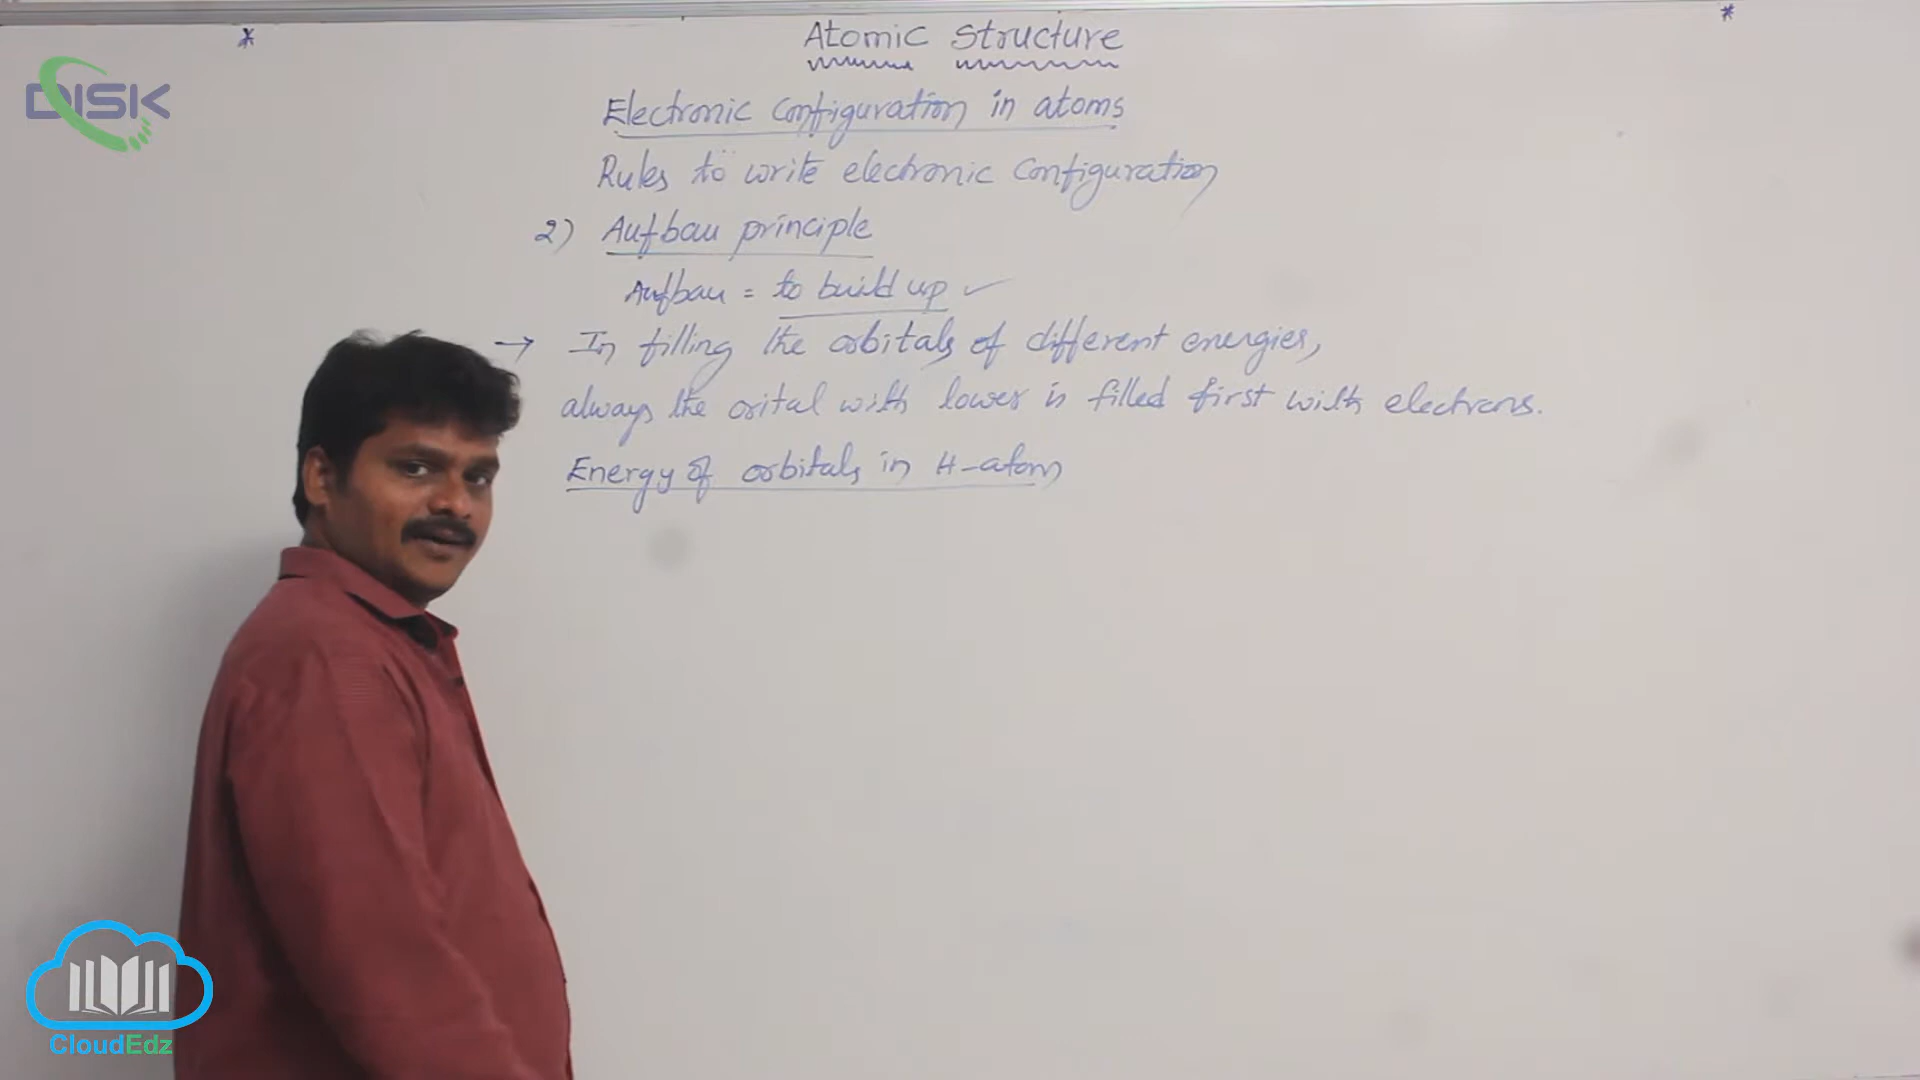 Atomic Structure
DISK
Electronic Configuration in atoms
Rules to write electronic Configuration
2) Aufbau principle
Aufbau = to build up ✓
→ In filling the orbitals of different energies,
always the orital with lower is filled first with electrons.
Energy of orbitals in H-atom
CloudEdz